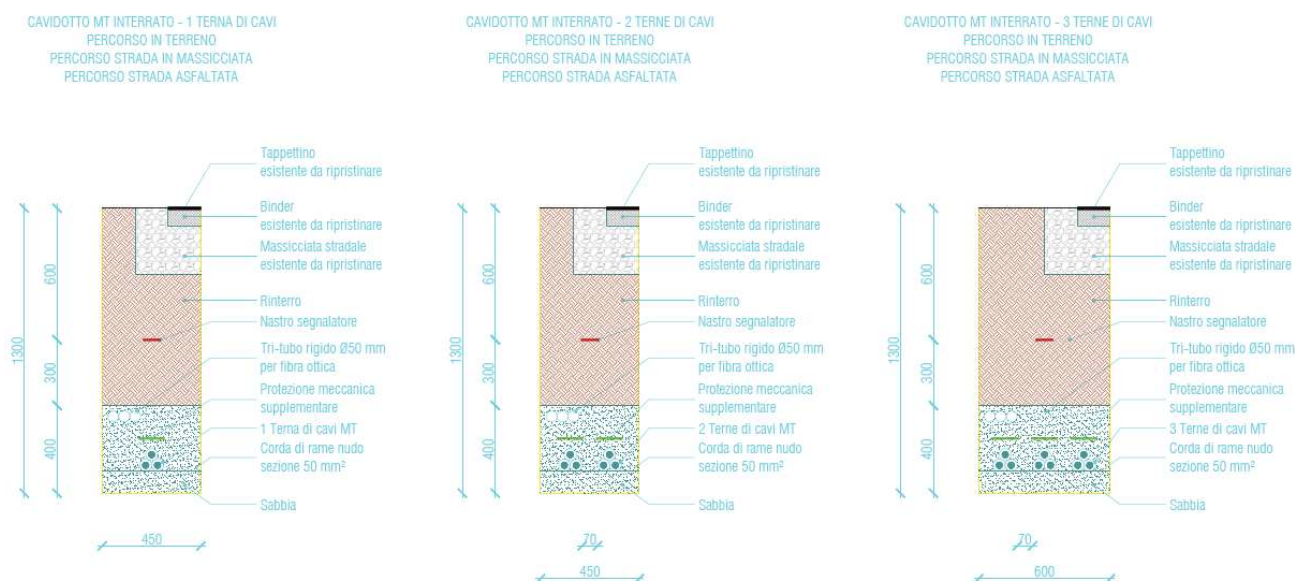 CAVIDOTTO MT INTERRATO - 1 TERNA DI CAVI
PERCORSO IN TERRENO
PERCORSO STRADA IN MASSICCIATA
PERCORSO STRADA ASFALTATA
Tappettino
esistente da ripristinare
Binder
esistente da ripristinare
Massicciata stradale
esistente da ripristinare
Rinterro
Nastro segnalatore
Tri-tubo rigido Ø50 mm
per fibra ottica
Protezione meccanica
supplementare
1 Terna di cavi MT
Corda di rame nudo
sezione 50 mm²
Sabbia
1300
600
300
400
450
CAVIDOTTO MT INTERRATO - 2 TERNE DI CAVI
PERCORSO IN TERRENO
PERCORSO STRADA IN MASSICCIATA
PERCORSO STRADA ASFALTATA
Tappettino
esistente da ripristinare
Binder
esistente da ripristinare
Massicciata stradale
esistente da ripristinare
Rinterro
Nastro segnalatore
Tri-tubo rigido Ø50 mm
per fibra ottica
Protezione meccanica
supplementare
2 Terne di cavi MT
Corda di rame nudo
sezione 50 mm²
Sabbia
1300
600
300
400
70
450
CAVIDOTTO MT INTERRATO - 3 TERNE DI CAVI
PERCORSO IN TERRENO
PERCORSO STRADA IN MASSICCIATA
PERCORSO STRADA ASFALTATA
Tappettino
esistente da ripristinare
Binder
esistente da ripristinare
Massicciata stradale
esistente da ripristinare
Rinterro
Nastro segnalatore
Tri-tubo rigido Ø50 mm
per fibra ottica
Protezione meccanica
supplementare
3 Terne di cavi MT
Corda di rame nudo
sezione 50 mm²
Sabbia
1300
600
300
400
70
600